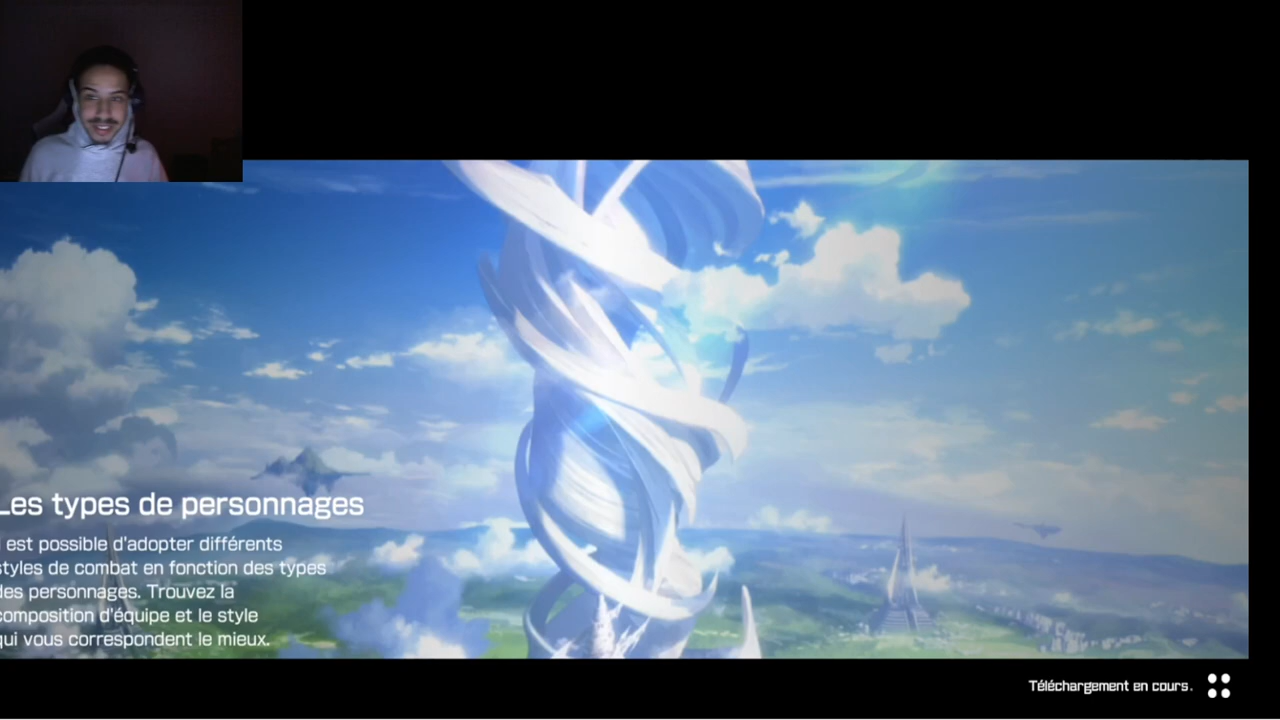 Les types de personnages
l est possible d'adopter différents
styles de combat en fonction des types
des personnages. Trouvez la
composition d'équipe et le style
qui vous correspondent le mieux.
Téléchargement en cours.